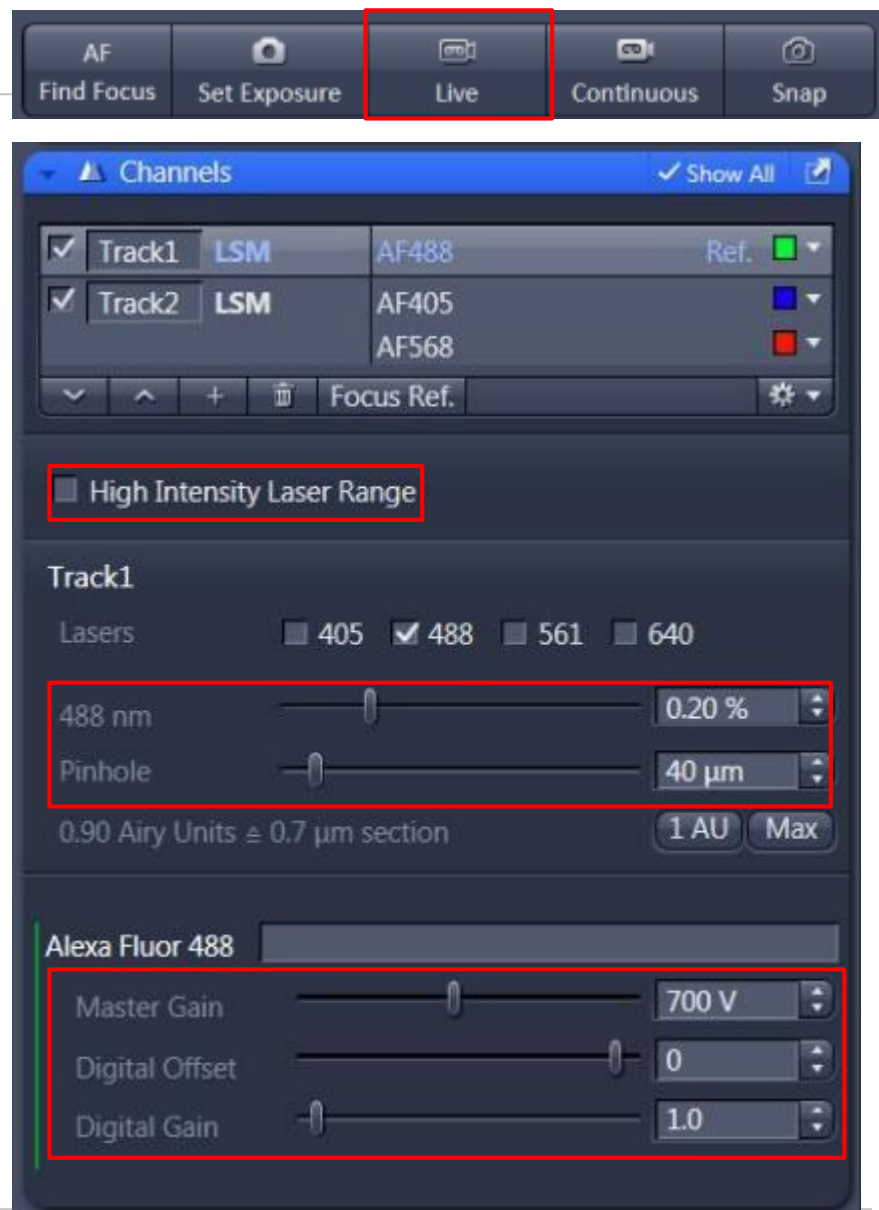 AF
Find Focus
Set Exposure
Live
Continuous
Snap
Channels
Show All
Track1 LSM AF488 Ref.
Track2 LSM AF405
AF568
+ Focus Ref.
High Intensity Laser Range
Track1
Lasers 405 488 561 640
488 nm 0.20 %
Pinhole 40 µm
0.90 Airy Units ≙ 0.7 µm section 1 AU Max
Alexa Fluor 488
Master Gain 700 V
Digital Offset 0
Digital Gain 1.0